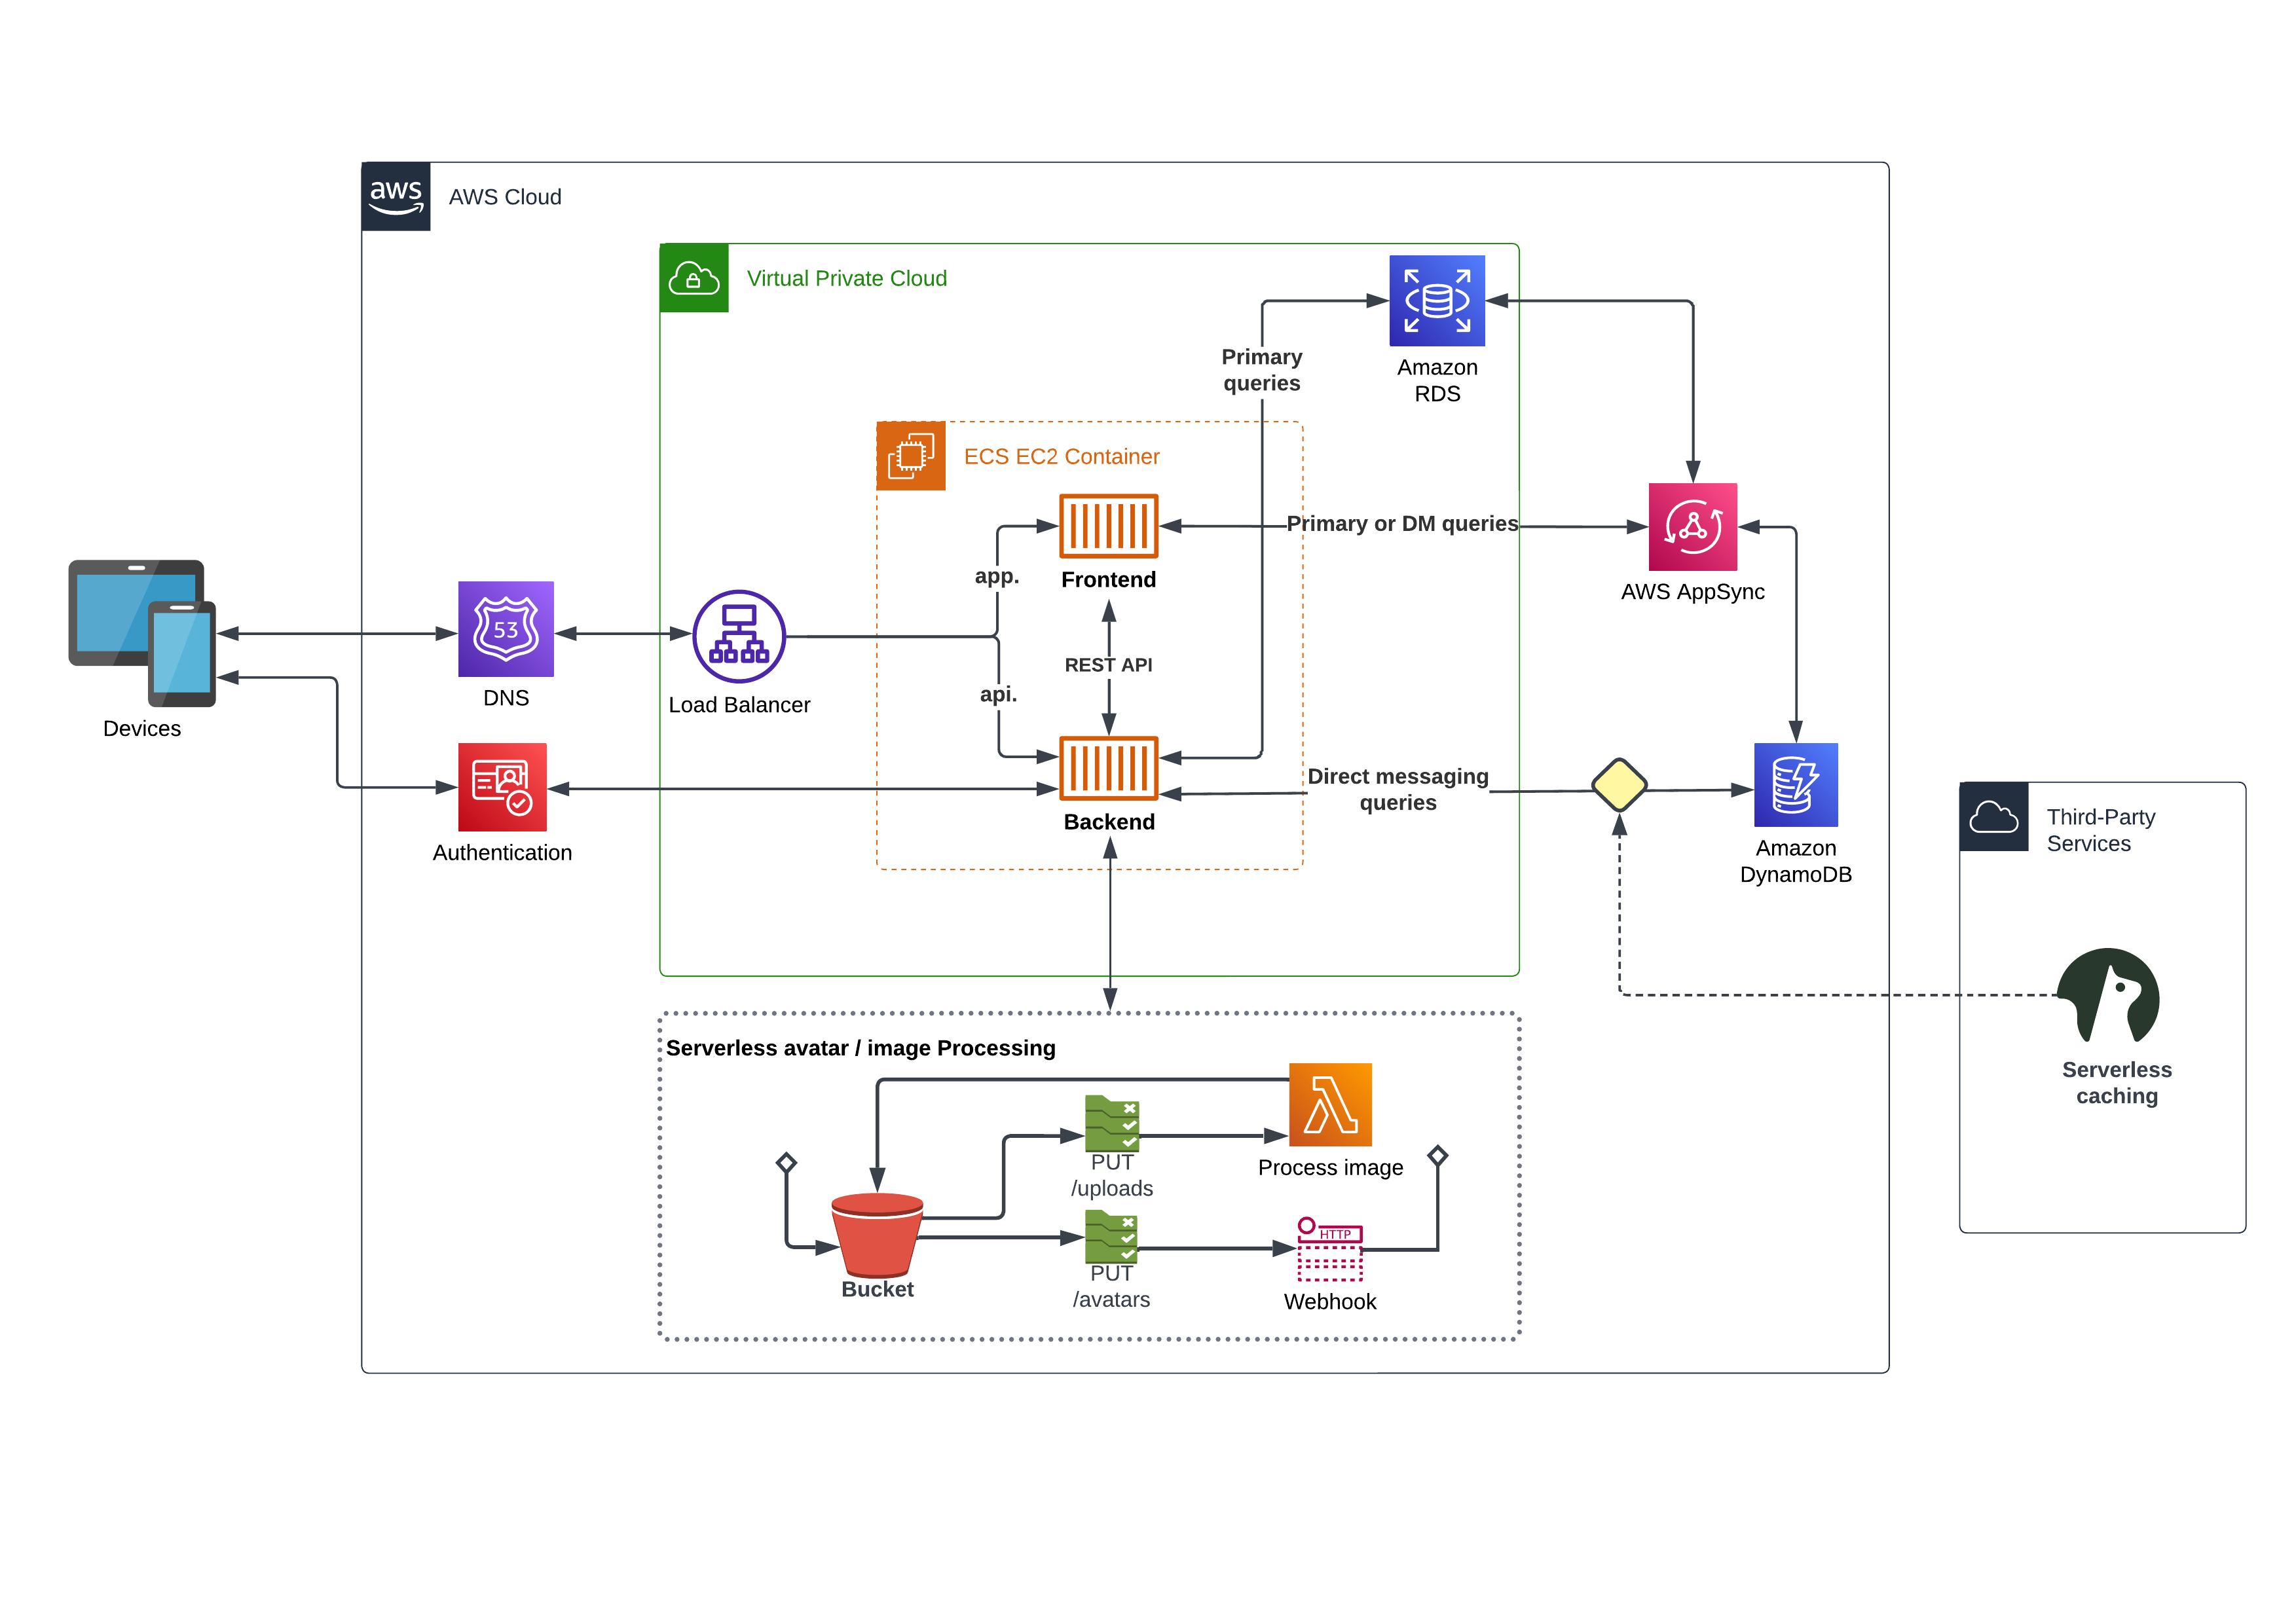 aws
AWS Cloud
Virtual Private Cloud
Primary
queries
Amazon
RDS
ECS EC2 Container
Primary or DM queries
app.
Frontend
AWS AppSync
53
REST API
api.
DNS
Load Balancer
Devices
Direct messaging
queries
Backend
Authentication
Amazon
DynamoDB
Third-Party
Services
Serverless avatar / image Processing
Serverless
caching
PUT
/uploads
Process image
HTTP
Bucket
PUT
/avatars
Webhook